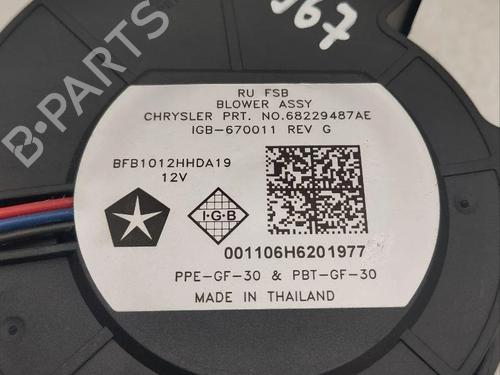 967
RU FSB
BLOWER ASSY
CHRYSLER PRT. NO.68229487AE
IGB-670011 REV G
BFB1012HHDA19
12V
I·G·B
001106H6201977
PPE-GF-30 & PBT-GF-30
MADE IN THAILAND
B-PARTS